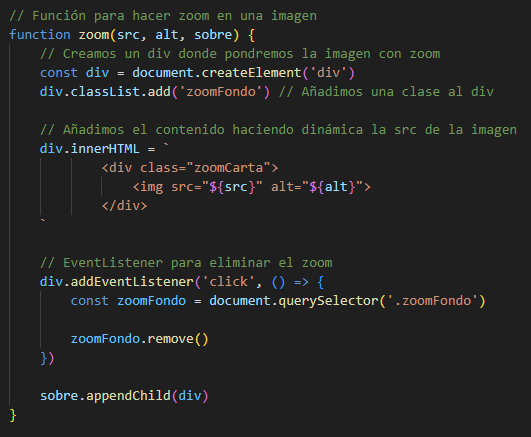 // Función para hacer zoom en una imagen
function zoom(src, alt, sobre) {
    // Creamos un div donde pondremos la imagen con zoom
    const div = document.createElement('div')
    div.classList.add('zoomFondo') // Añadimos una clase al div

    // Añadimos el contenido haciendo dinámica la src de la imagen
    div.innerHTML = `
            <div class="zoomCarta">
                <img src="${src}" alt="${alt}">
            </div>
    `

    // EventListener para eliminar el zoom
    div.addEventListener('click', () => {
        const zoomFondo = document.querySelector('.zoomFondo')

        zoomFondo.remove()
    })

    sobre.appendChild(div)
}